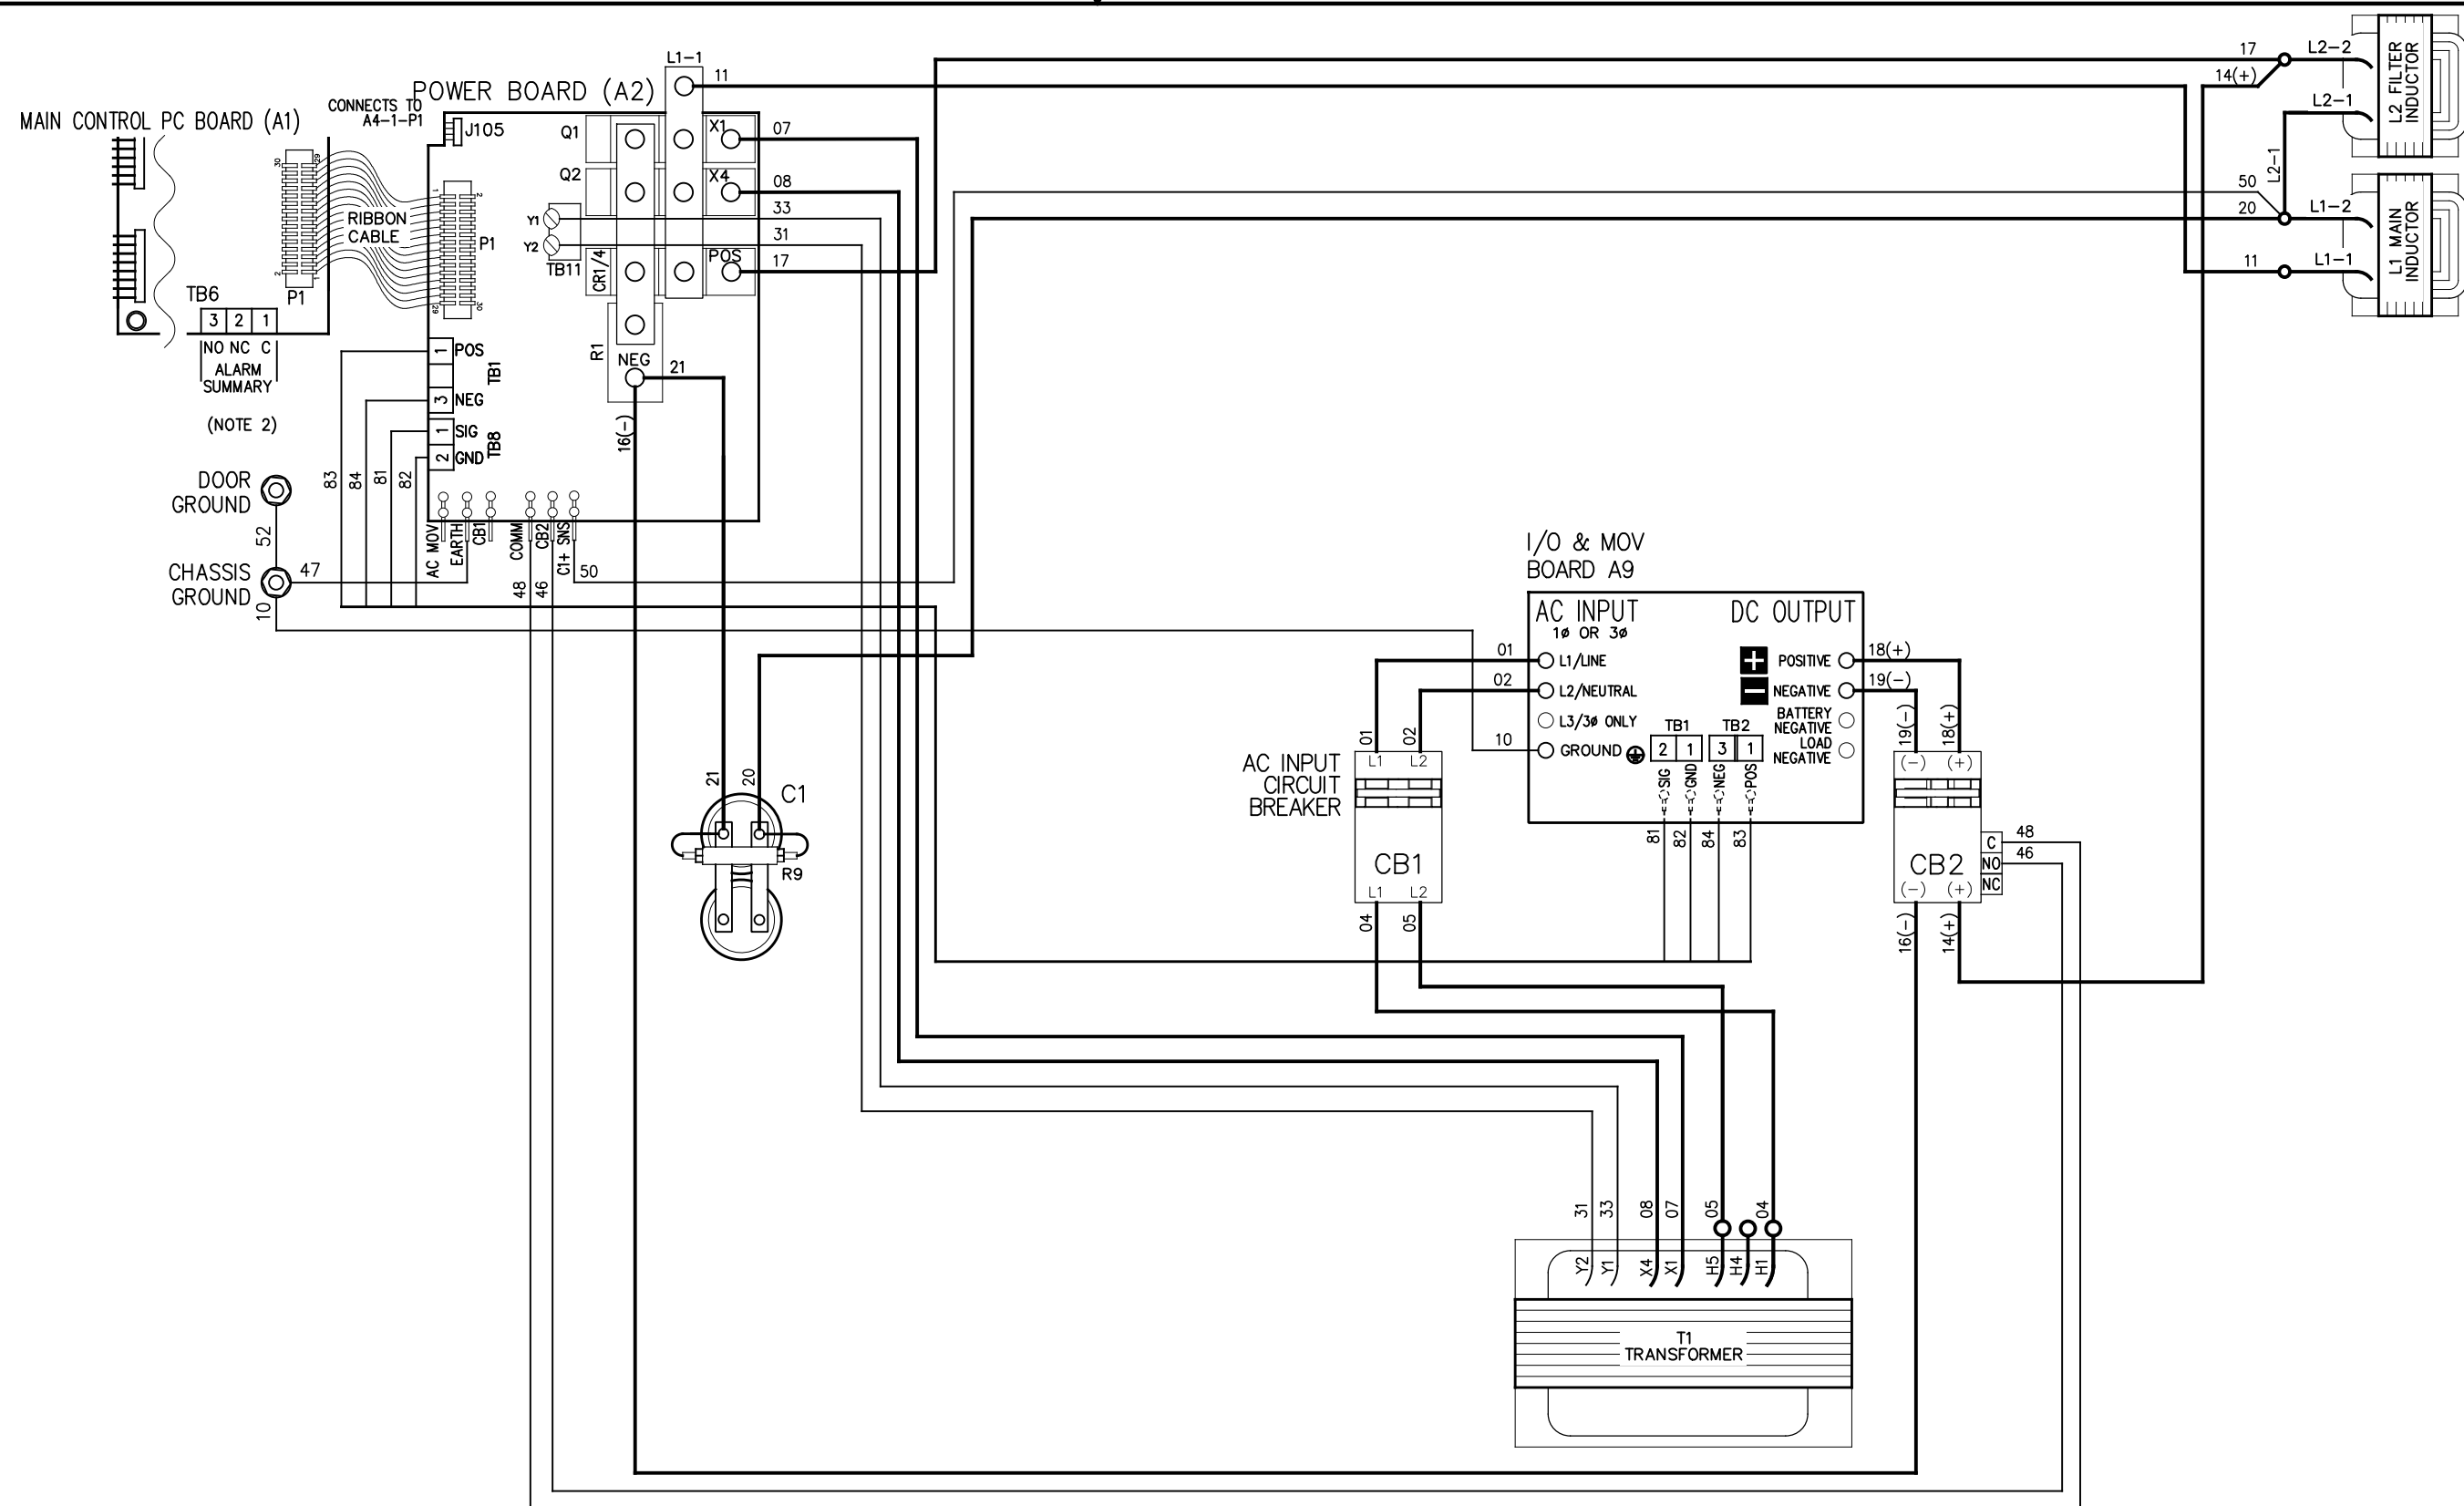 MAIN CONTROL PC BOARD (A1)
CONNECTS TO
A4-1-P1
POWER BOARD (A2)
L1-1
11
J105
Q1
X1
07
Q2
X4
08
33
31
17
Y1
Y2
TB11
CR1/4
POS
30
29
2
1
P1
RIBBON
CABLE
1
2
29
30
P1
TB6
3 2 1
NO NC C
ALARM
SUMMARY
(NOTE 2)
R1
NEG
21
16(-)
1 POS
TB1
3 NEG
1 SIG
TB8
2 GND
83
84
81
82
AC MOV
EARTH
CB1
COMM
CB2
C1+ SNS
48
46
50
DOOR
GROUND
52
CHASSIS
GROUND
47
10
17
14(+)
L2-2
L2-1
L2-1
L2 FILTER
INDUCTOR
50
20
11
L1-2
L1-1
L1 MAIN
INDUCTOR
21
20
C1
R9
I/O & MOV
BOARD A9
AC INPUT
1ø OR 3ø
DC OUTPUT
01
L1/LINE
02
L2/NEUTRAL
L3/3ø ONLY
10
GROUND
+ POSITIVE
18(+)
− NEGATIVE
19(-)
BATTERY
NEGATIVE
LOAD
NEGATIVE
TB1
2 1
TB2
3 1
SIG
GND
NEG
POS
81
82
84
83
AC INPUT
CIRCUIT
BREAKER
01
02
L1 L2
CB1
L1 L2
04
05
19(-)
18(+)
(-) (+)
CB2
(-) (+)
16(-)
14(+)
C
NO
NC
48
46
31
33
08
07
05
04
Y2
Y1
X4
X1
H5
H4
H1
T1
TRANSFORMER